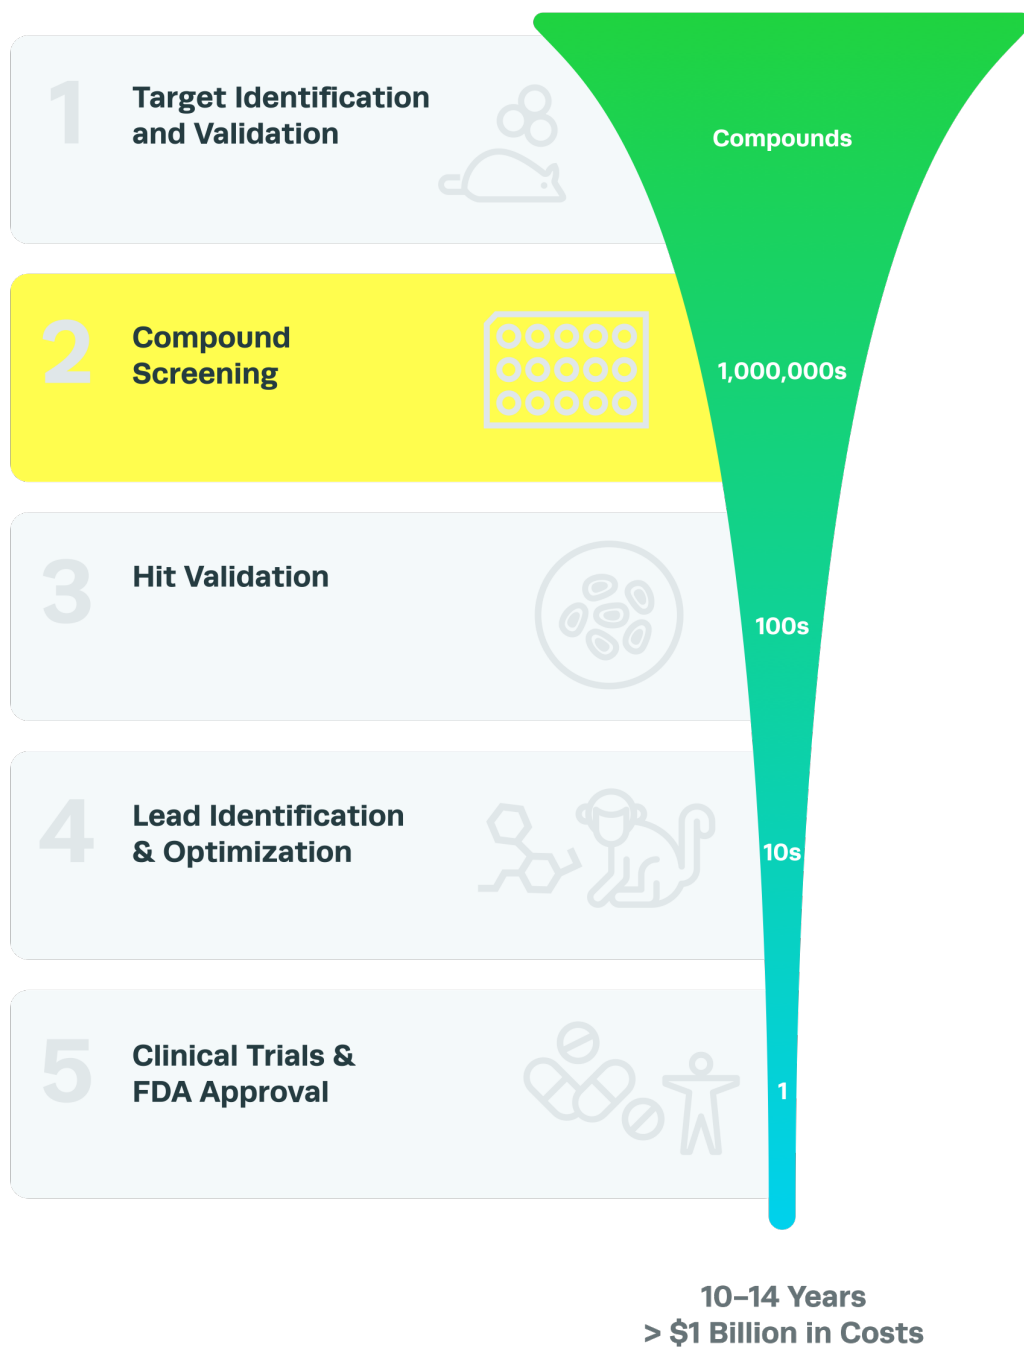 1
Target Identification
and Validation
Compounds
2
Compound
Screening
1,000,000s
3
Hit Validation
100s
4
Lead Identification
& Optimization
10s
5
Clinical Trials &
FDA Approval
1
10–14 Years
> $1 Billion in Costs